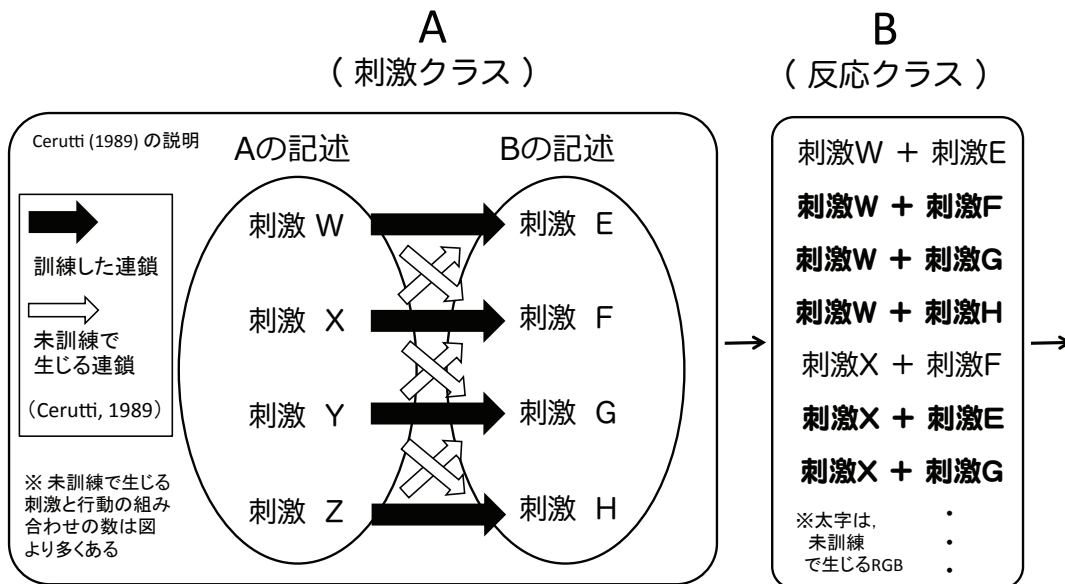 A
( 刺激クラス )
B
( 反応クラス )
Cerutti (1989) の説明
Aの記述
Bの記述
訓練した連鎖
未訓練で
生じる連鎖
(Cerutti, 1989)
※ 未訓練で生じる
刺激と行動の組み
合わせの数は図
より多くある
刺激 W
刺激 E
刺激 X
刺激 F
刺激 Y
刺激 G
刺激 Z
刺激 H
刺激W + 刺激E
刺激W + 刺激F
刺激W + 刺激G
刺激W + 刺激H
刺激X + 刺激F
刺激X + 刺激E
刺激X + 刺激G
※太字は,
未訓練
で生じるRGB
・
・
・